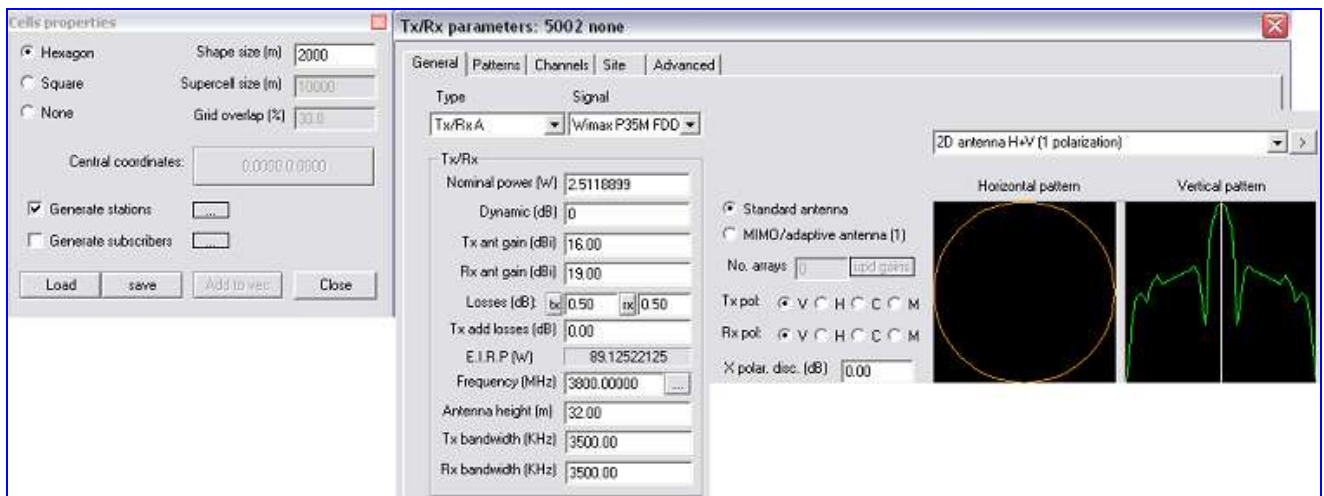 Cells properties
Hexagon Shape size (m) 2000
Square Supercell size (m) 10000
None Grid overlap (%) 30.0
Central coordinates: 0.0000 0.0000
Generate stations ...
Generate subscribers ...
Load save Add to vec Close
Tx/Rx parameters: 5002 none
General Patterns Channels Site Advanced
Type Signal
Tx/Rx A Wimax P35M FDD
Tx/Rx
Nominal power (W) 2.5118899
Dynamic (dB) 0
Tx ant gain (dBi) 16.00
Rx ant gain (dBi) 19.00
Losses (dB): tx 0.50 rx 0.50
Tx add losses (dB) 0.00
E.I.R.P (W) 89.12522125
Frequency (MHz) 3800.00000 ...
Antenna height (m) 32.00
Tx bandwidth (KHz) 3500.00
Rx bandwidth (KHz) 3500.00
Standard antenna
MIMO/adaptive antenna (1)
No. arrays 0 upd gains
Tx pol: V H C M
Rx pol: V H C M
X polar. disc. (dB) 0.00
2D antenna H+V (1 polarization) >
Horizontal pattern Vertical pattern